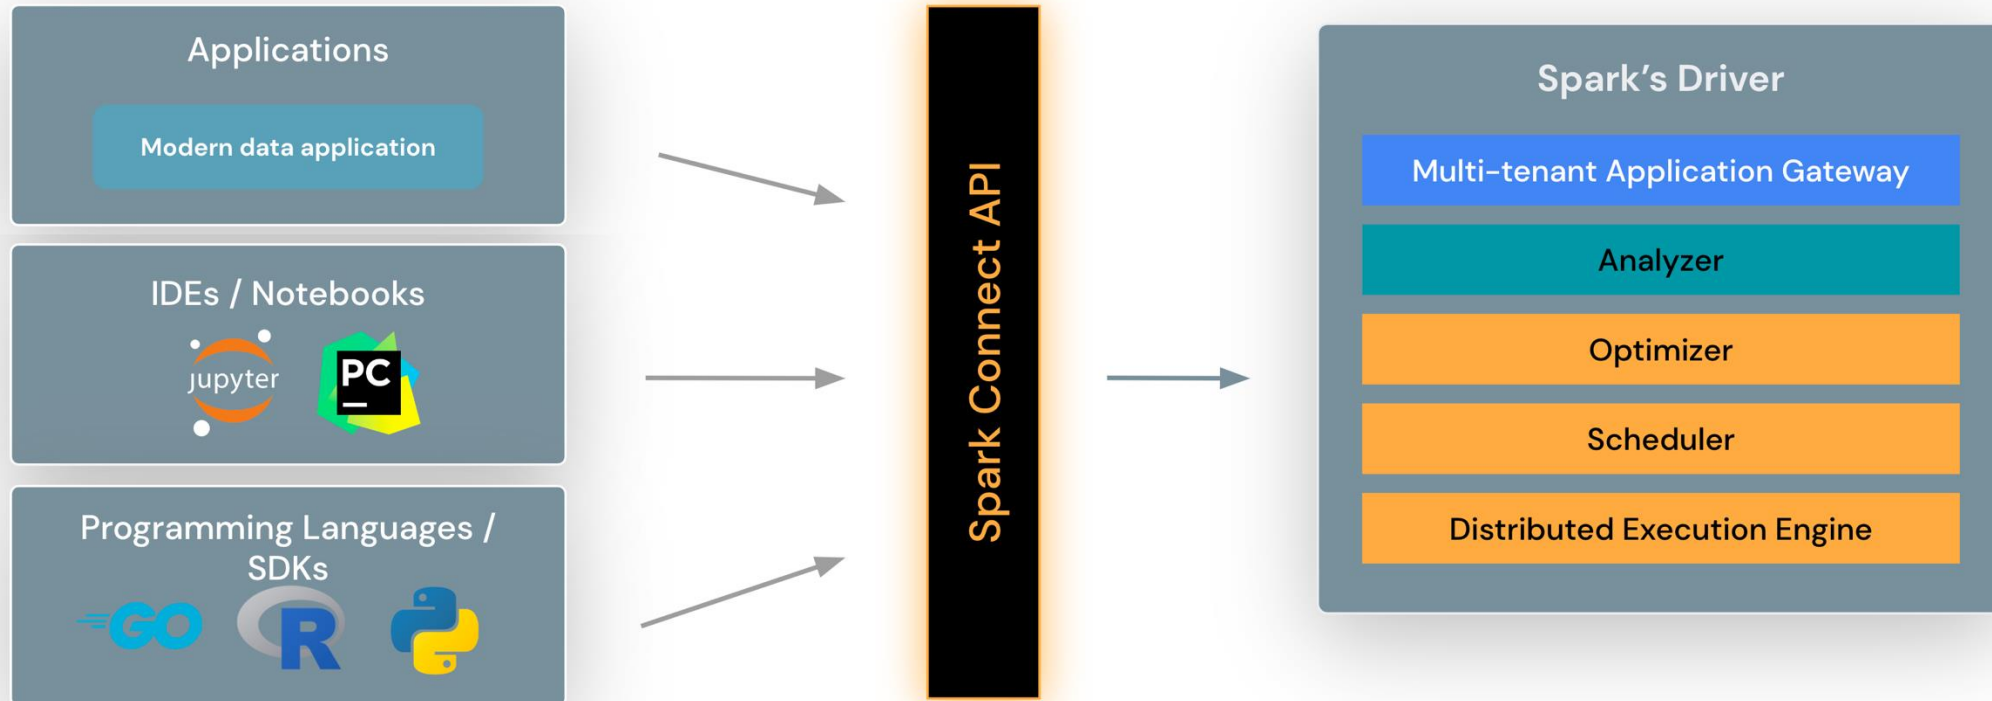 Applications
Modern data application
IDEs / Notebooks
jupyter
PC
Programming Languages /
SDKs
GO
R
Spark Connect API
Spark’s Driver
Multi-tenant Application Gateway
Analyzer
Optimizer
Scheduler
Distributed Execution Engine